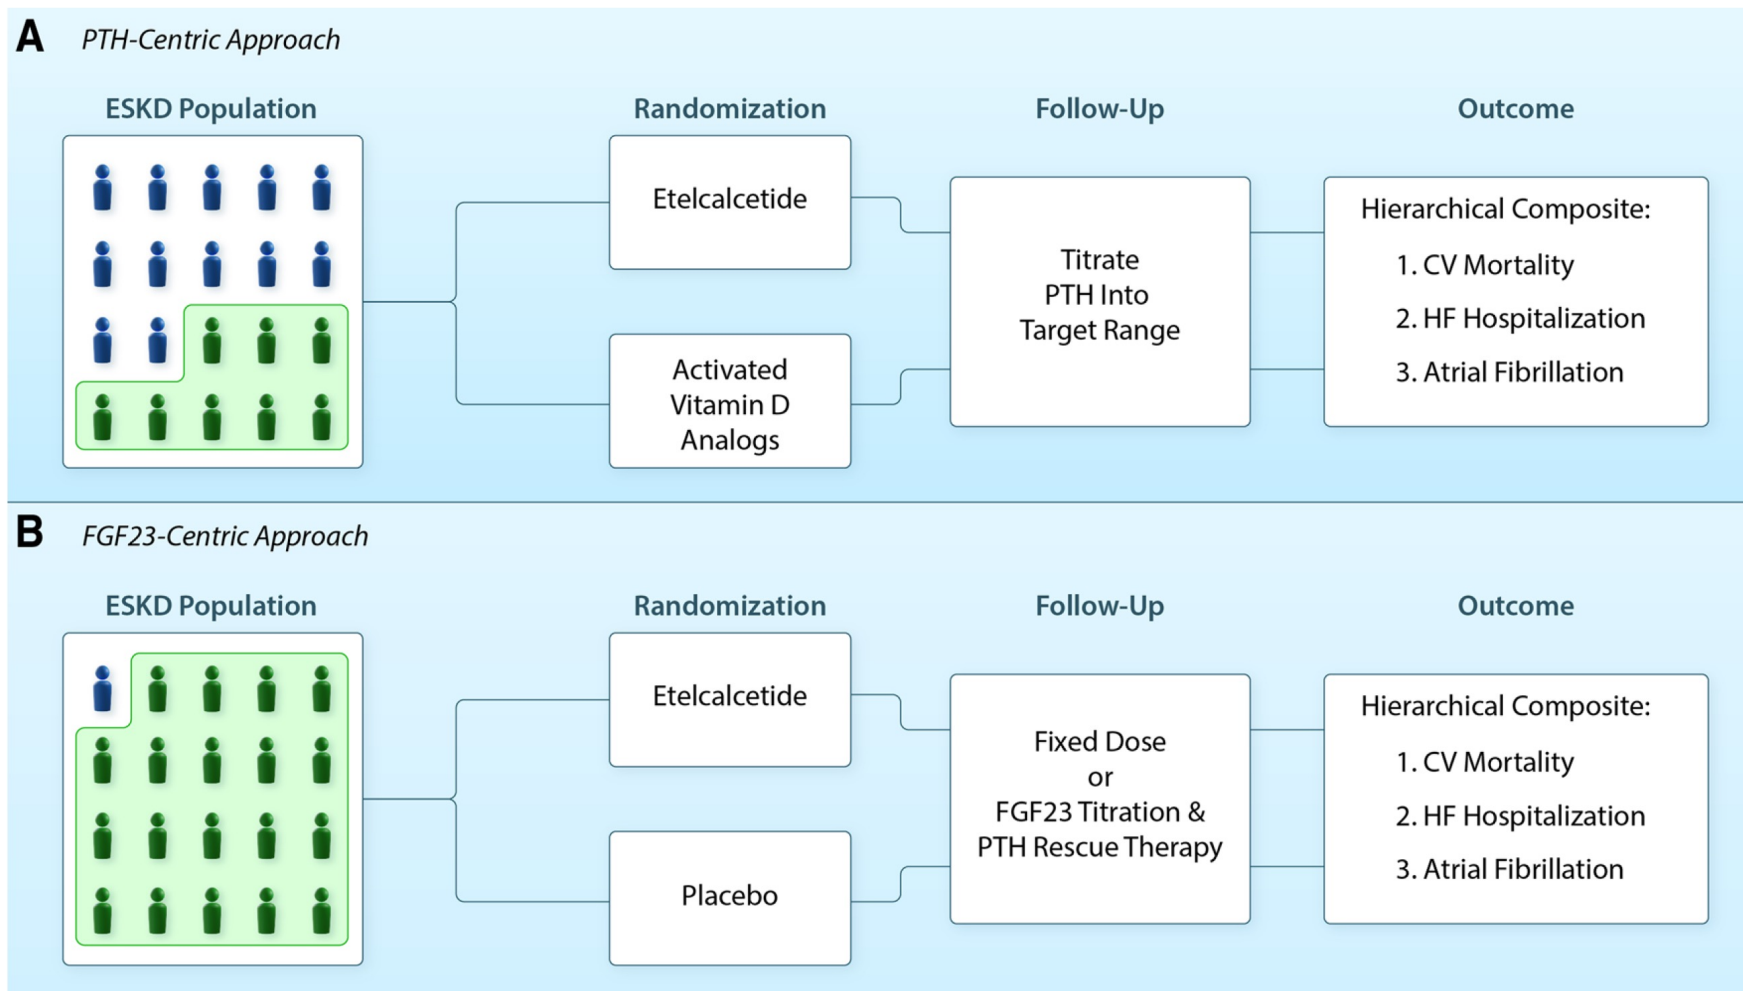 A PTH-Centric Approach
ESKD Population
Randomization
Follow-Up
Outcome
Etelcalcetide
Activated
Vitamin D
Analogs
Titrate
PTH Into
Target Range
Hierarchical Composite:
1. CV Mortality
2. HF Hospitalization
3. Atrial Fibrillation
B FGF23-Centric Approach
ESKD Population
Randomization
Follow-Up
Outcome
Etelcalcetide
Placebo
Fixed Dose
or
FGF23 Titration &
PTH Rescue Therapy
Hierarchical Composite:
1. CV Mortality
2. HF Hospitalization
3. Atrial Fibrillation